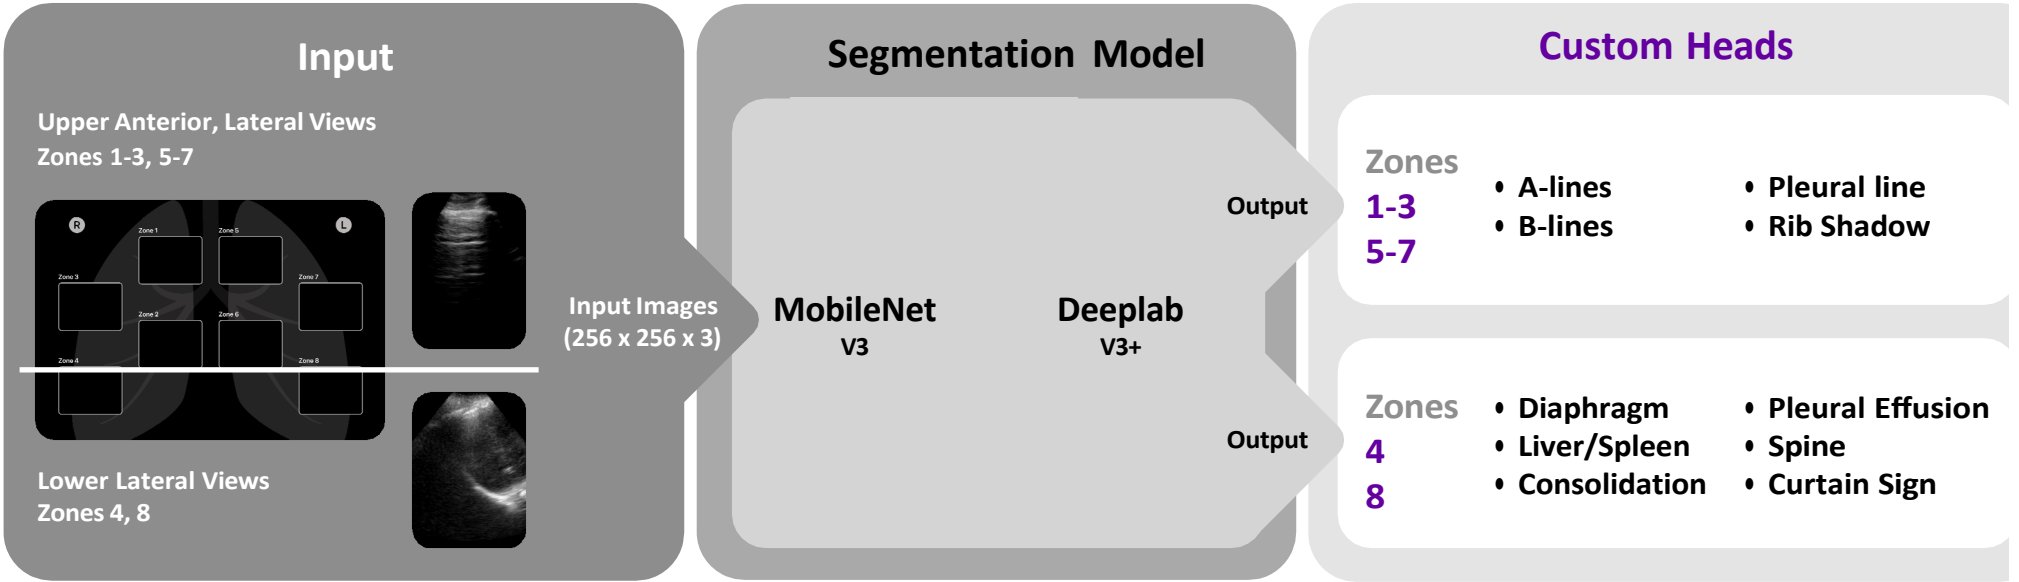 Input
Upper Anterior, Lateral Views
Zones 1-3, 5-7
R
L
Zone 1
Zone 5
Zone 3
Zone 7
Zone 2
Zone 6
Zone 4
Zone 8
Lower Lateral Views
Zones 4, 8
Input Images
(256 x 256 x 3)
Segmentation Model
MobileNet
V3
Deeplab
V3+
Output
Output
Custom Heads
Zones
1-3
5-7
• A-lines
• B-lines
• Pleural line
• Rib Shadow
Zones
4
8
• Diaphragm
• Liver/Spleen
• Consolidation
• Pleural Effusion
• Spine
• Curtain Sign